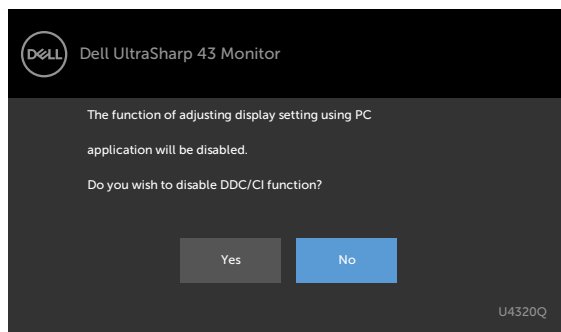 DELL Dell UltraSharp 43 Monitor
The function of adjusting display setting using PC
application will be disabled.
Do you wish to disable DDC/CI function?
Yes No
U4320Q